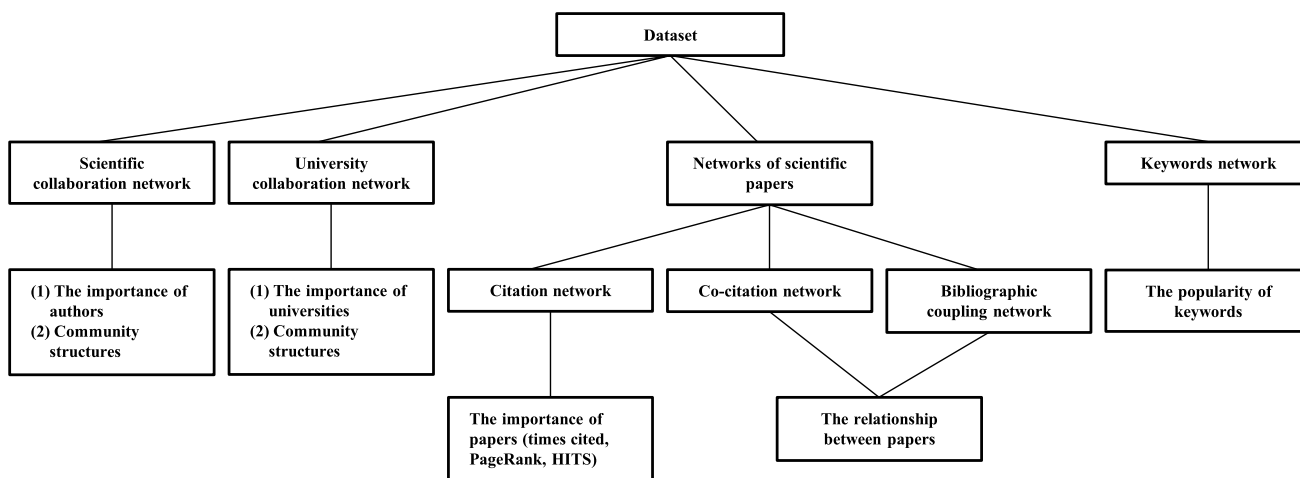 Dataset
Scientific
collaboration network
University
collaboration network
Networks of scientific
papers
Keywords network
(1) The importance of
authors
(2) Community
structures
(1) The importance of
universities
(2) Community
structures
Citation network
Co-citation network
Bibliographic
coupling network
The popularity of
keywords
The importance of
papers (times cited,
PageRank, HITS)
The relationship
between papers